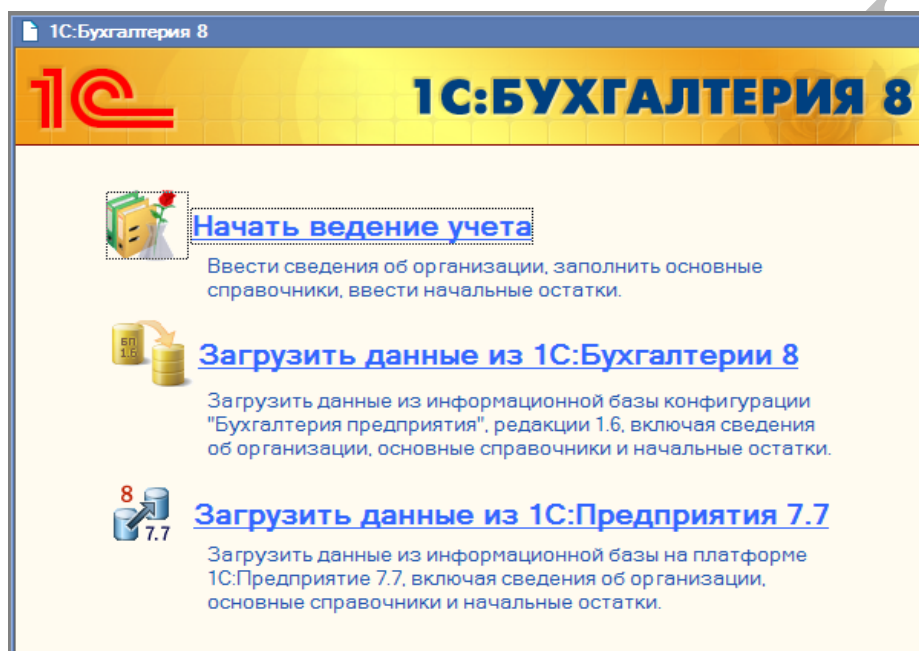 1С:Бухгалтерия 8
1С
1С:БУХГАЛТЕРИЯ 8
Начать ведение учета
Ввести сведения об организации, заполнить основные
справочники, ввести начальные остатки.
БП
1.6
Загрузить данные из 1С:Бухгалтерии 8
Загрузить данные из информационной базы конфигурации
"Бухгалтерия предприятия", редакции 1.6, включая сведения
об организации, основные справочники и начальные остатки.
8
7.7
Загрузить данные из 1С:Предприятия 7.7
Загрузить данные из информационной базы на платформе
1С:Предприятие 7.7, включая сведения об организации,
основные справочники и начальные остатки.